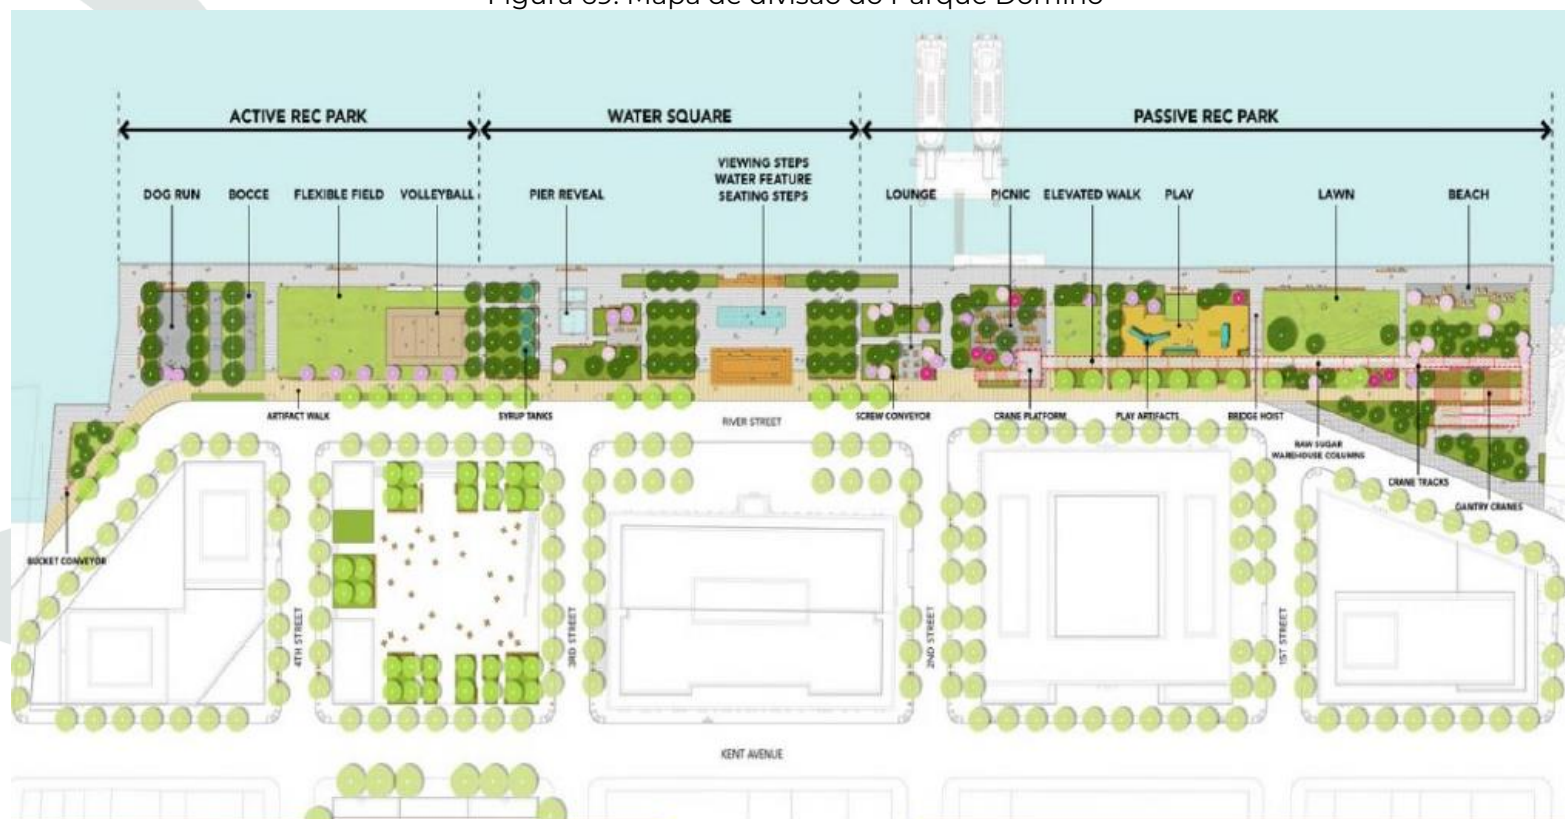 Figura 69: Mapa de divisão do Parque Domino
ACTIVE REC PARK
WATER SQUARE
PASSIVE REC PARK
DOG RUN
BOCCE
FLEXIBLE FIELD
VOLLEYBALL
PIER REVEAL
VIEWING STEPS
WATER FEATURE
SEATING STEPS
LOUNGE
PICNIC
ELEVATED WALK
PLAY
LAWN
BEACH
ARTIFACT WALK
SYRUP TANKS
RIVER STREET
SCREW CONVEYOR
CRANE PLATFORM
PLAY ARTIFACTS
BRIDGE HOIST
RAW SUGAR
WAREHOUSE COLUMNS
CRANE TRACKS
GANTRY CRANES
BUCKET CONVEYOR
4TH STREET
3RD STREET
2ND STREET
1ST STREET
KENT AVENUE